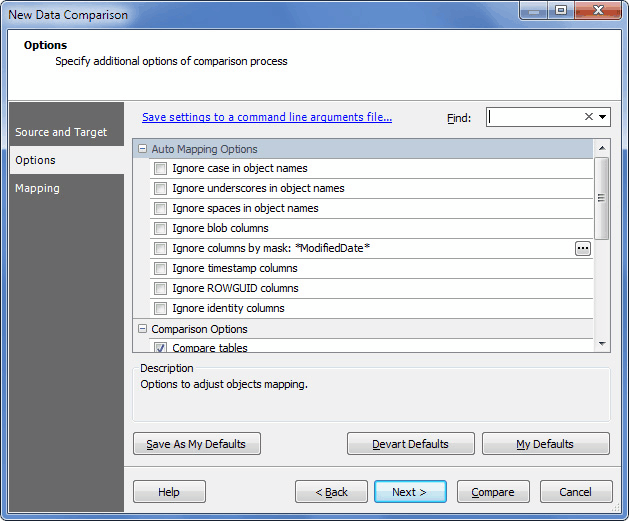 New Data Comparison
Options
Specify additional options of comparison process
Source and Target
Options
Mapping
Save settings to a command line arguments file...
Find:
Auto Mapping Options
Ignore case in object names
Ignore underscores in object names
Ignore spaces in object names
Ignore blob columns
Ignore columns by mask: *ModifiedDate*
Ignore timestamp columns
Ignore ROWGUID columns
Ignore identity columns
Comparison Options
Compare tables
Description
Options to adjust objects mapping.
Save As My Defaults
Devart Defaults
My Defaults
Help
< Back
Next >
Compare
Cancel